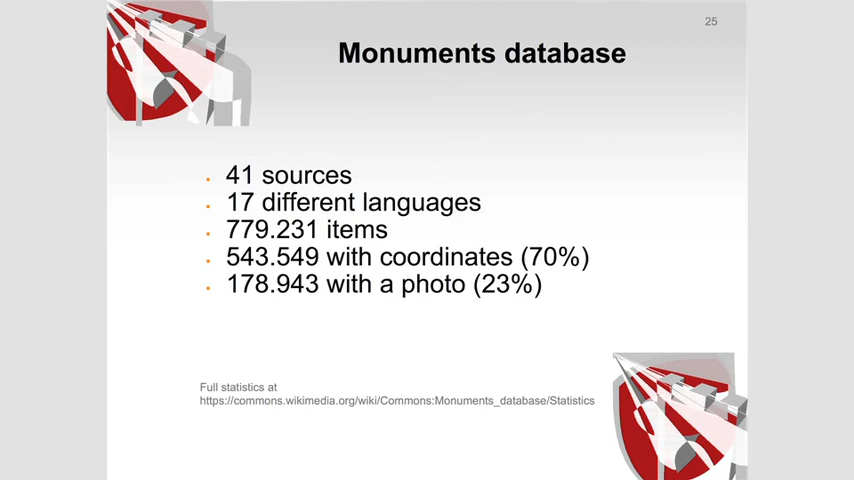 25
Monuments database
• 41 sources
• 17 different languages
• 779.231 items
• 543.549 with coordinates (70%)
• 178.943 with a photo (23%)
Full statistics at
https://commons.wikimedia.org/wiki/Commons:Monuments_database/Statistics